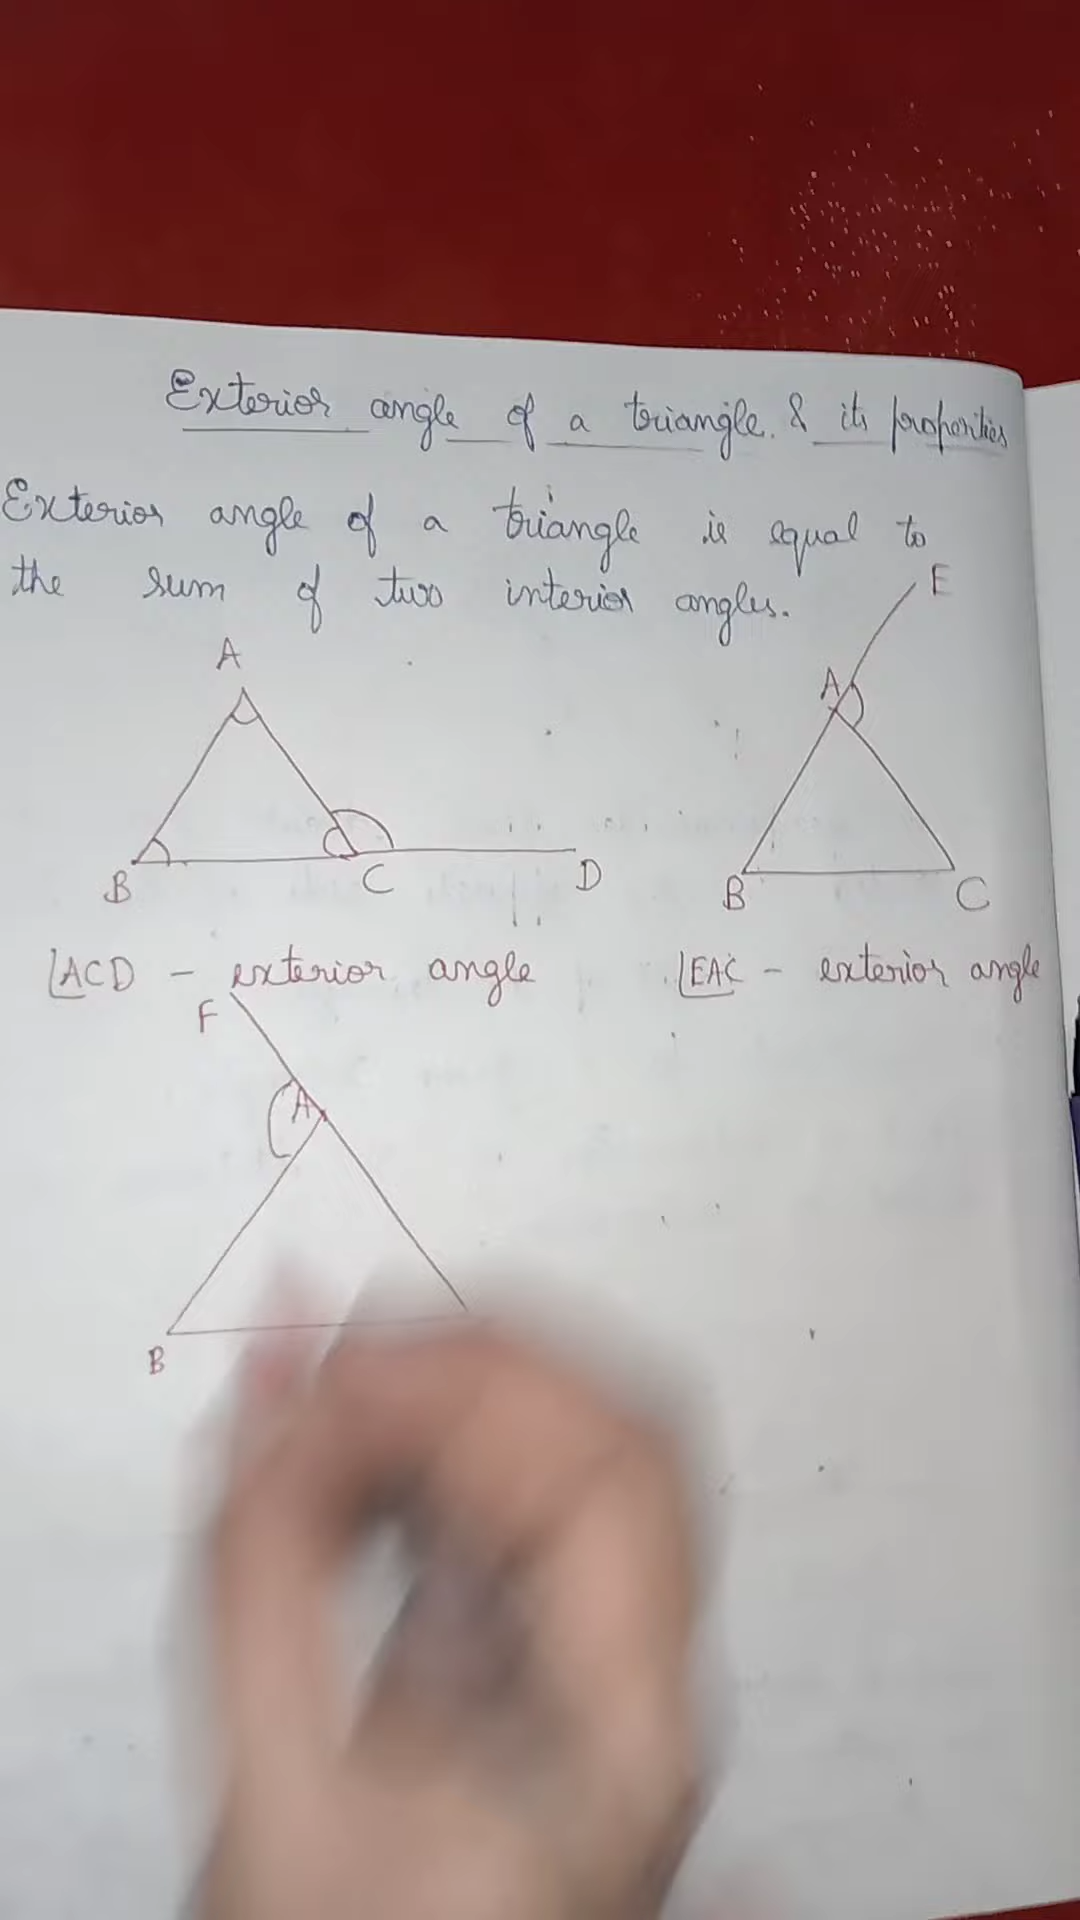 Exterior angle of a triangle. & its properties
Exterior angle of a triangle is equal to
the sum of two interior angles.
E
A
A
B
C
D
B
C
∠ACD - exterior angle
∠EAC - exterior angle
F
A
B